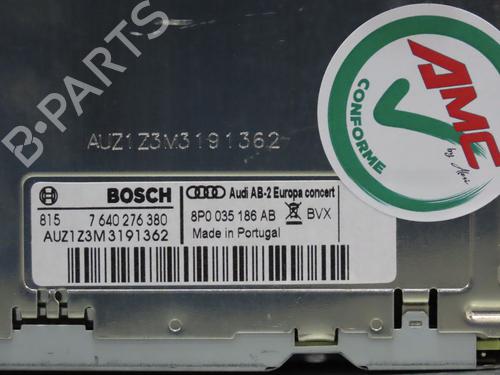 B-PARTS
AMC
by Méric
CONFORME
AUZ1Z3M3191362
BOSCH
Audi AB-2 Europa concert
815 7 640 276 380
8P0 035 186 AB
BVX
AUZ1Z3M3191362
Made in Portugal